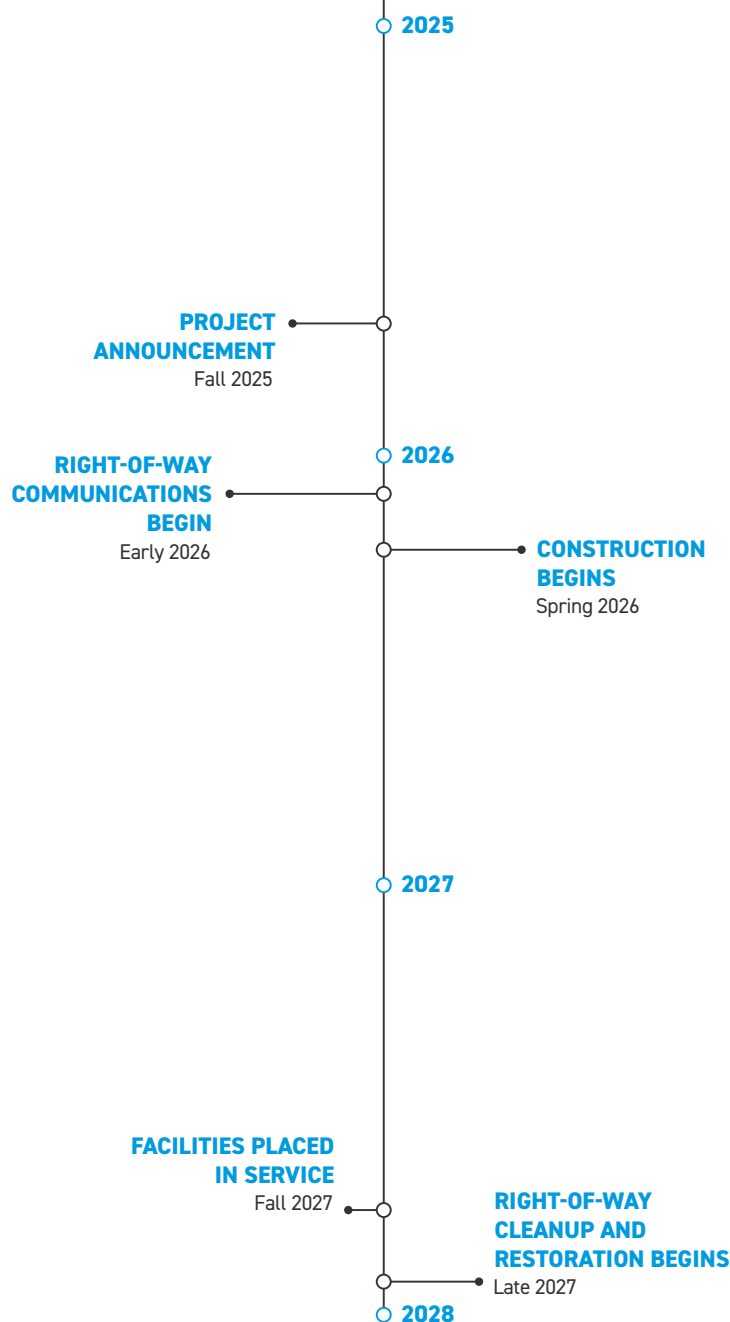 2025
PROJECT
ANNOUNCEMENT
Fall 2025
2026
RIGHT-OF-WAY
COMMUNICATIONS
BEGIN
Early 2026
CONSTRUCTION
BEGINS
Spring 2026
2027
FACILITIES PLACED
IN SERVICE
Fall 2027
RIGHT-OF-WAY
CLEANUP AND
RESTORATION BEGINS
Late 2027
2028